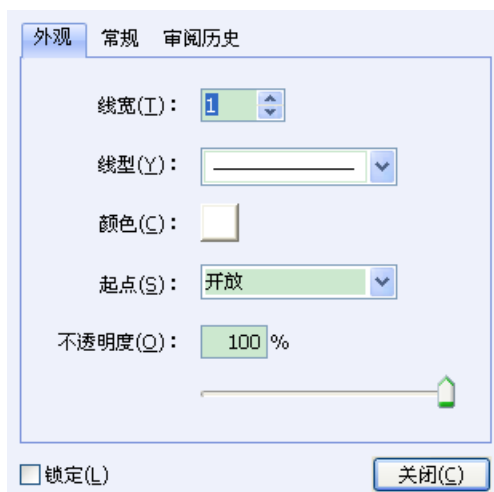 外观 常规 审阅历史
线宽(T)： 1
线型(Y)：
颜色(C)：
起点(S)： 开放
不透明度(O)： 100 %
锁定(L) 关闭(C)